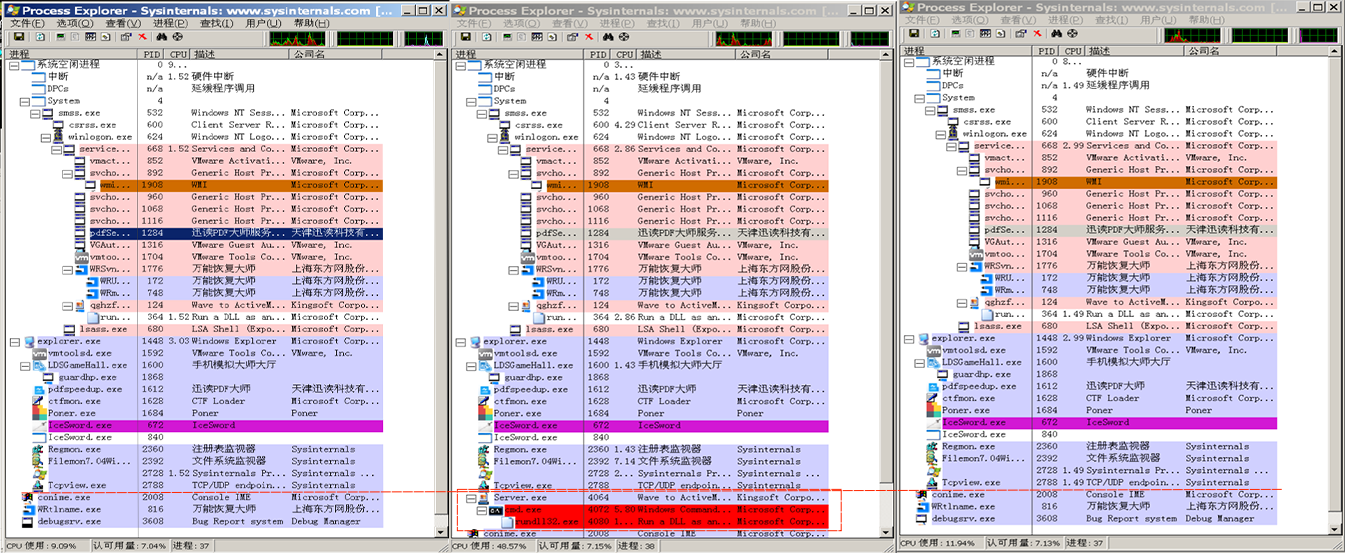 Process Explorer - Sysinternals: www.sysinternals.com [...
文件(F) 选项(O) 查看(V) 进程(P) 查找(I) 用户(U) 帮助(H)
进程 PID CPU 描述 公司名
系统空闲进程 0 9...
中断 n/a 1.52 硬件中断
DPCs n/a 延缓程序调用
System 4
smss.exe 532 Windows NT Sess... Microsoft Corp...
csrss.exe 600 Client Server R... Microsoft Corp...
winlogon.exe 624 Windows NT Logo... Microsoft Corp...
service... 668 1.52 Services and Co... Microsoft Corp...
vmact... 852 VMware Activati... VMware, Inc.
svcho... 892 Generic Host Pr... Microsoft Corp...
wmi... 1908 WMI Microsoft Corp...
svcho... 960 Generic Host Pr... Microsoft Corp...
svcho... 1068 Generic Host Pr... Microsoft Corp...
svcho... 1116 Generic Host Pr... Microsoft Corp...
pdfSe... 1284 迅读PDF大师服务... 天津迅读科技有...
VGAut... 1316 VMware Guest Au... VMware, Inc.
vmtoo... 1704 VMware Tools Co... VMware, Inc.
WRSvn... 1776 万能恢复大师 上海东方网股份...
WRU... 172 万能恢复大师 上海东方网股份...
WRm... 748 万能恢复大师 上海东方网股份...
qghzf... 124 Wave to ActiveM... Kingsoft Corpo...
run... 364 1.52 Run a DLL as an... Microsoft Corp...
lsass.exe 680 LSA Shell (Expo... Microsoft Corp...
explorer.exe 1448 3.03 Windows Explorer Microsoft Corp...
vmtoolsd.exe 1592 VMware Tools Co... VMware, Inc.
LDSGameHall.exe 1600 手机模拟大师大厅
guardhp.exe 1868
pdfspeedup.exe 1612 迅读PDF大师 天津迅读科技有...
ctfmon.exe 1628 CTF Loader Microsoft Corp...
Poner.exe 1684 Poner Poner
IceSword.exe 672 IceSword
IceSword.exe 840
Regmon.exe 2360 注册表监视器 Sysinternals
Filemon7.04Wi... 2392 文件系统监视器 Sysinternals
2728 1.52 Sysinternals Pr... Sysinternals
Tcpview.exe 2788 TCP/UDP endpoin... Sysinternals
conime.exe 2008 Console IME Microsoft Corp...
WRtlname.exe 816 万能恢复大师 上海东方网股份...
debugsrv.exe 3608 Bug Report system Debug Manager
CPU 使用: 9.09% 认可用量: 7.04% 进程: 37
Process Explorer - Sysinternals: www.sysinternals.com [...
文件(F) 选项(O) 查看(V) 进程(P) 查找(I) 用户(U) 帮助(H)
进程 PID CPU 描述 公司名
系统空闲进程 0 3...
中断 n/a 1.43 硬件中断
DPCs n/a 延缓程序调用
System 4
smss.exe 532 Windows NT Sess... Microsoft Corp...
csrss.exe 600 4.29 Client Server R... Microsoft Corp...
winlogon.exe 624 Windows NT Logo... Microsoft Corp...
service... 668 2.86 Services and Co... Microsoft Corp...
vmact... 852 VMware Activati... VMware, Inc.
svcho... 892 Generic Host Pr... Microsoft Corp...
wmi... 1908 WMI Microsoft Corp...
svcho... 960 Generic Host Pr... Microsoft Corp...
svcho... 1068 Generic Host Pr... Microsoft Corp...
svcho... 1116 Generic Host Pr... Microsoft Corp...
pdfSe... 1284 迅读PDF大师服务... 天津迅读科技有...
VGAut... 1316 VMware Guest Au... VMware, Inc.
vmtoo... 1704 VMware Tools Co... VMware, Inc.
WRSvn... 1776 万能恢复大师 上海东方网股份...
WRU... 172 万能恢复大师 上海东方网股份...
WRm... 748 万能恢复大师 上海东方网股份...
qghzf... 124 Wave to ActiveM... Kingsoft Corpo...
run... 364 2.86 Run a DLL as an... Microsoft Corp...
lsass.exe 680 LSA Shell (Expo... Microsoft Corp...
explorer.exe 1448 Windows Explorer Microsoft Corp...
vmtoolsd.exe 1592 VMware Tools Co... VMware, Inc.
LDSGameHall.exe 1600 1.43 手机模拟大师大厅
guardhp.exe 1868
pdfspeedup.exe 1612 迅读PDF大师 天津迅读科技有...
ctfmon.exe 1628 CTF Loader Microsoft Corp...
Poner.exe 1684 Poner Poner
IceSword.exe 672 IceSword
IceSword.exe 840
Regmon.exe 2360 1.43 注册表监视器 Sysinternals
Filemon7.04Wi... 2392 7.14 文件系统监视器 Sysinternals
2728 2... Sysinternals Pr... Sysinternals
Tcpview.exe 2788 TCP/UDP endpoin... Sysinternals
Server.exe 4064 Wave to ActiveM... Kingsoft Corpo...
cmd.exe 4072 5.80 Windows Command... Microsoft Corp...
rundll32.exe 4080 1... Run a DLL as an... Microsoft Corp...
conime.exe 2008 Console IME Microsoft Corp...
CPU 使用: 48.57% 认可用量: 7.15% 进程: 38
Process Explorer - Sysinternals: www.sysinternals.com [...
文件(F) 选项(O) 查看(V) 进程(P) 查找(I) 用户(U) 帮助(H)
进程 PID CPU 描述 公司名
系统空闲进程 0 8...
中断 n/a 硬件中断
DPCs n/a 1.49 延缓程序调用
System 4
smss.exe 532 Windows NT Sess... Microsoft Corp...
csrss.exe 600 Client Server R... Microsoft Corp...
winlogon.exe 624 Windows NT Logo... Microsoft Corp...
service... 668 2.99 Services and Co... Microsoft Corp...
vmact... 852 VMware Activati... VMware, Inc.
svcho... 892 Generic Host Pr... Microsoft Corp...
wmi... 1908 WMI Microsoft Corp...
svcho... 960 Generic Host Pr... Microsoft Corp...
svcho... 1068 Generic Host Pr... Microsoft Corp...
svcho... 1116 Generic Host Pr... Microsoft Corp...
pdfSe... 1284 迅读PDF大师服务... 天津迅读科技有...
VGAut... 1316 VMware Guest Au... VMware, Inc.
vmtoo... 1704 VMware Tools Co... VMware, Inc.
WRSvn... 1776 万能恢复大师 上海东方网股份...
WRU... 172 万能恢复大师 上海东方网股份...
WRm... 748 万能恢复大师 上海东方网股份...
qghzf... 124 Wave to ActiveM... Kingsoft Corpo...
run... 364 1.49 Run a DLL as an... Microsoft Corp...
lsass.exe 680 LSA Shell (Expo... Microsoft Corp...
explorer.exe 1448 2.99 Windows Explorer Microsoft Corp...
vmtoolsd.exe 1592 VMware Tools Co... VMware, Inc.
LDSGameHall.exe 1600 手机模拟大师大厅
guardhp.exe 1868
pdfspeedup.exe 1612 迅读PDF大师 天津迅读科技有...
ctfmon.exe 1628 CTF Loader Microsoft Corp...
Poner.exe 1684 Poner Poner
IceSword.exe 672 IceSword
IceSword.exe 840
Regmon.exe 2360 注册表监视器 Sysinternals
Filemon7.04Wi... 2392 文件系统监视器 Sysinternals
2728 1.49 Sysinternals Pr... Sysinternals
Tcpview.exe 2788 1.49 TCP/UDP endpoin... Sysinternals
conime.exe 2008 Console IME Microsoft Corp...
WRtlname.exe 816 万能恢复大师 上海东方网股份...
debugsrv.exe 3608 Bug Report system Debug Manager
CPU 使用: 11.94% 认可用量: 7.13% 进程: 37